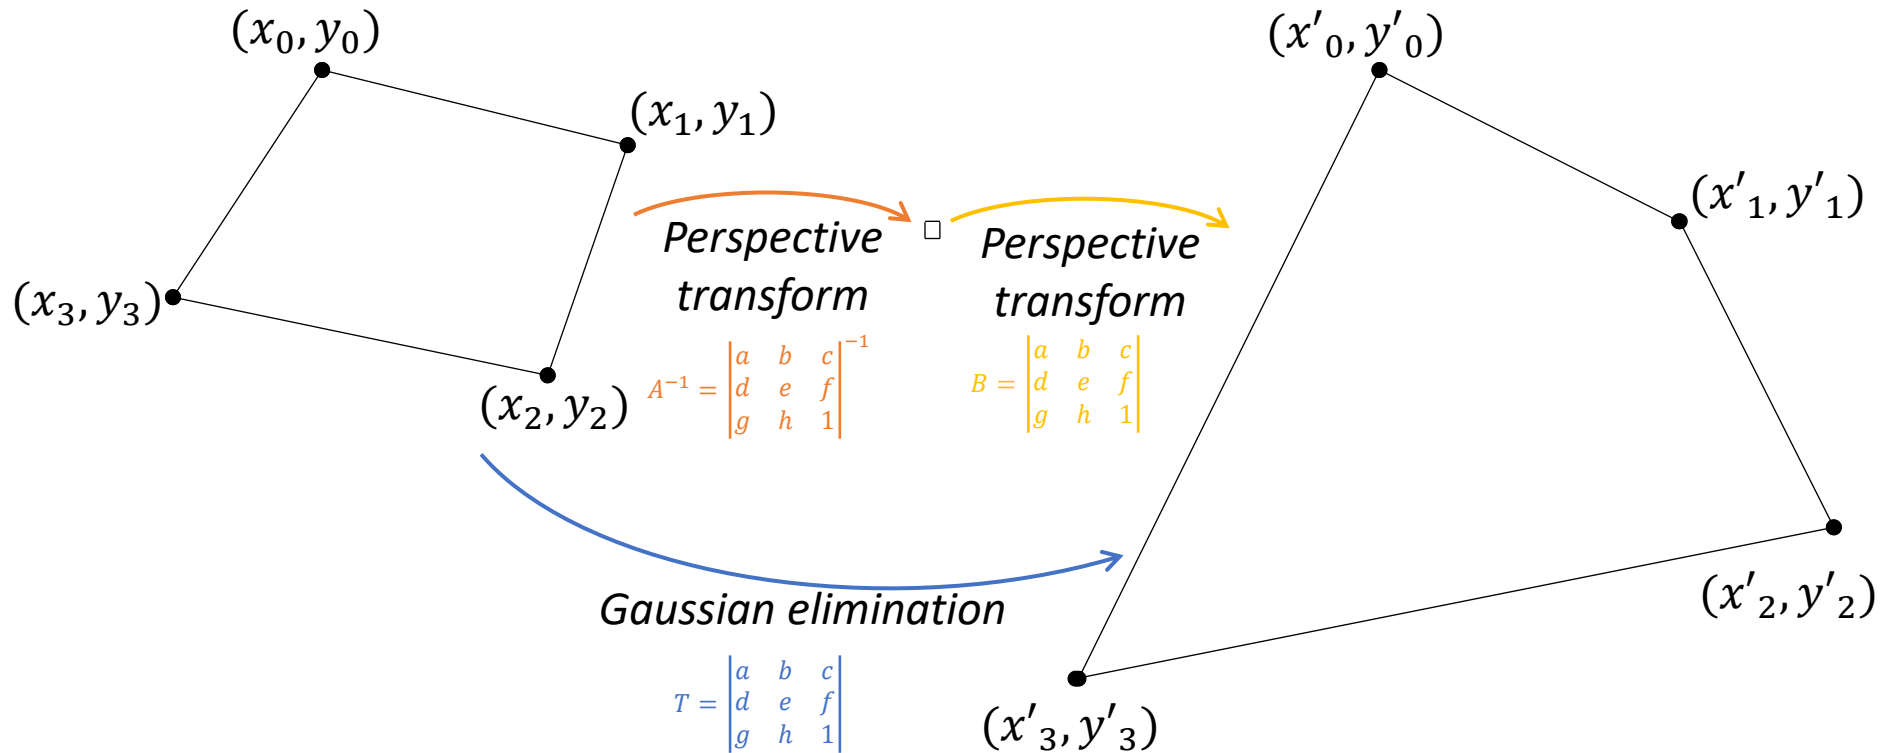 (x₀, y₀)
(x₁, y₁)
(x₃, y₃)
(x₂, y₂)
Perspective
transform
A⁻¹ = |a b c|⁻¹
|d e f|
|g h 1|
Perspective
transform
B = |a b c|
|d e f|
|g h 1|
Gaussian elimination
T = |a b c|
|d e f|
|g h 1|
(x′₀, y′₀)
(x′₁, y′₁)
(x′₂, y′₂)
(x′₃, y′₃)